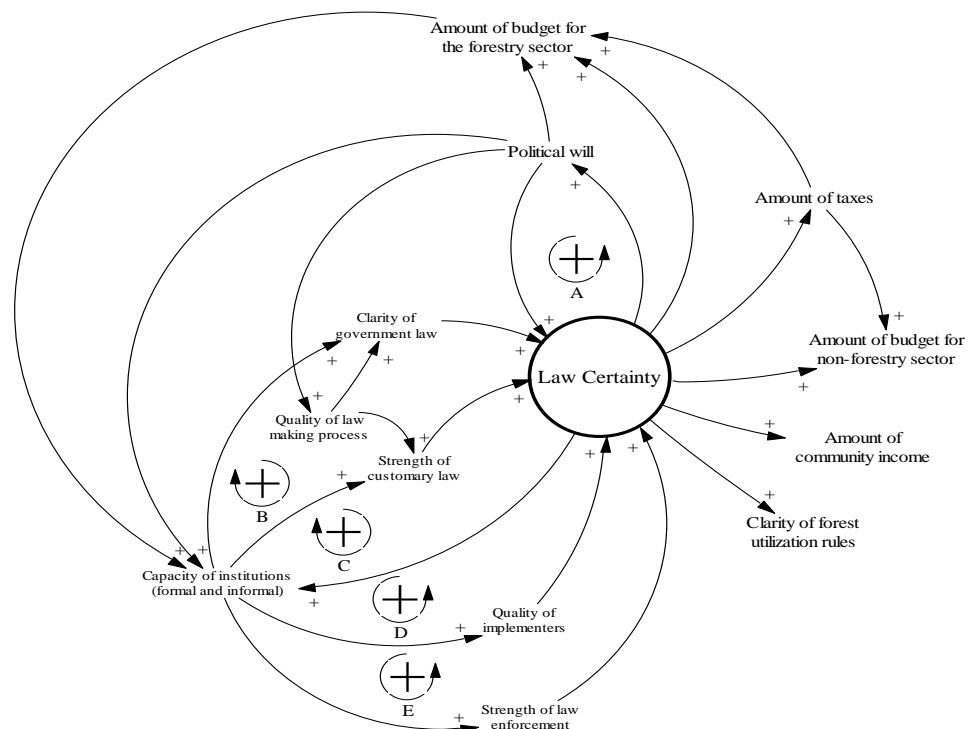 Amount of budget for
the forestry sector
+
+
+
Political will
+
Amount of taxes
+
A
+
Clarity of
government law
+
+
+
+
Law Certainty
Amount of budget for
non-forestry sector
+
+
Quality of law
making process
+
+
Strength of
customary law
+
+
Amount of
community income
+
+
+
B
+
Clarity of forest
utilization rules
C
+
+
Capacity of institutions
(formal and informal)
+
D
+
Quality of
implementers
E
+
Strength of law
enforcement